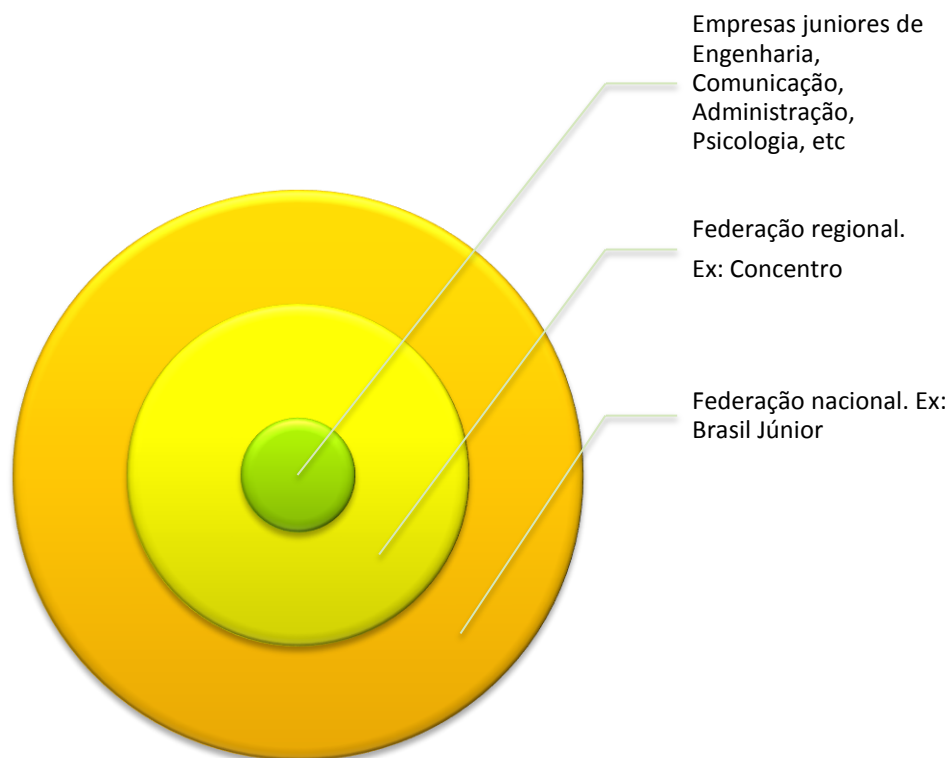 Empresas juniores de
Engenharia,
Comunicação,
Administração,
Psicologia, etc
Federação regional.
Ex: Concentro
Federação nacional. Ex:
Brasil Júnior